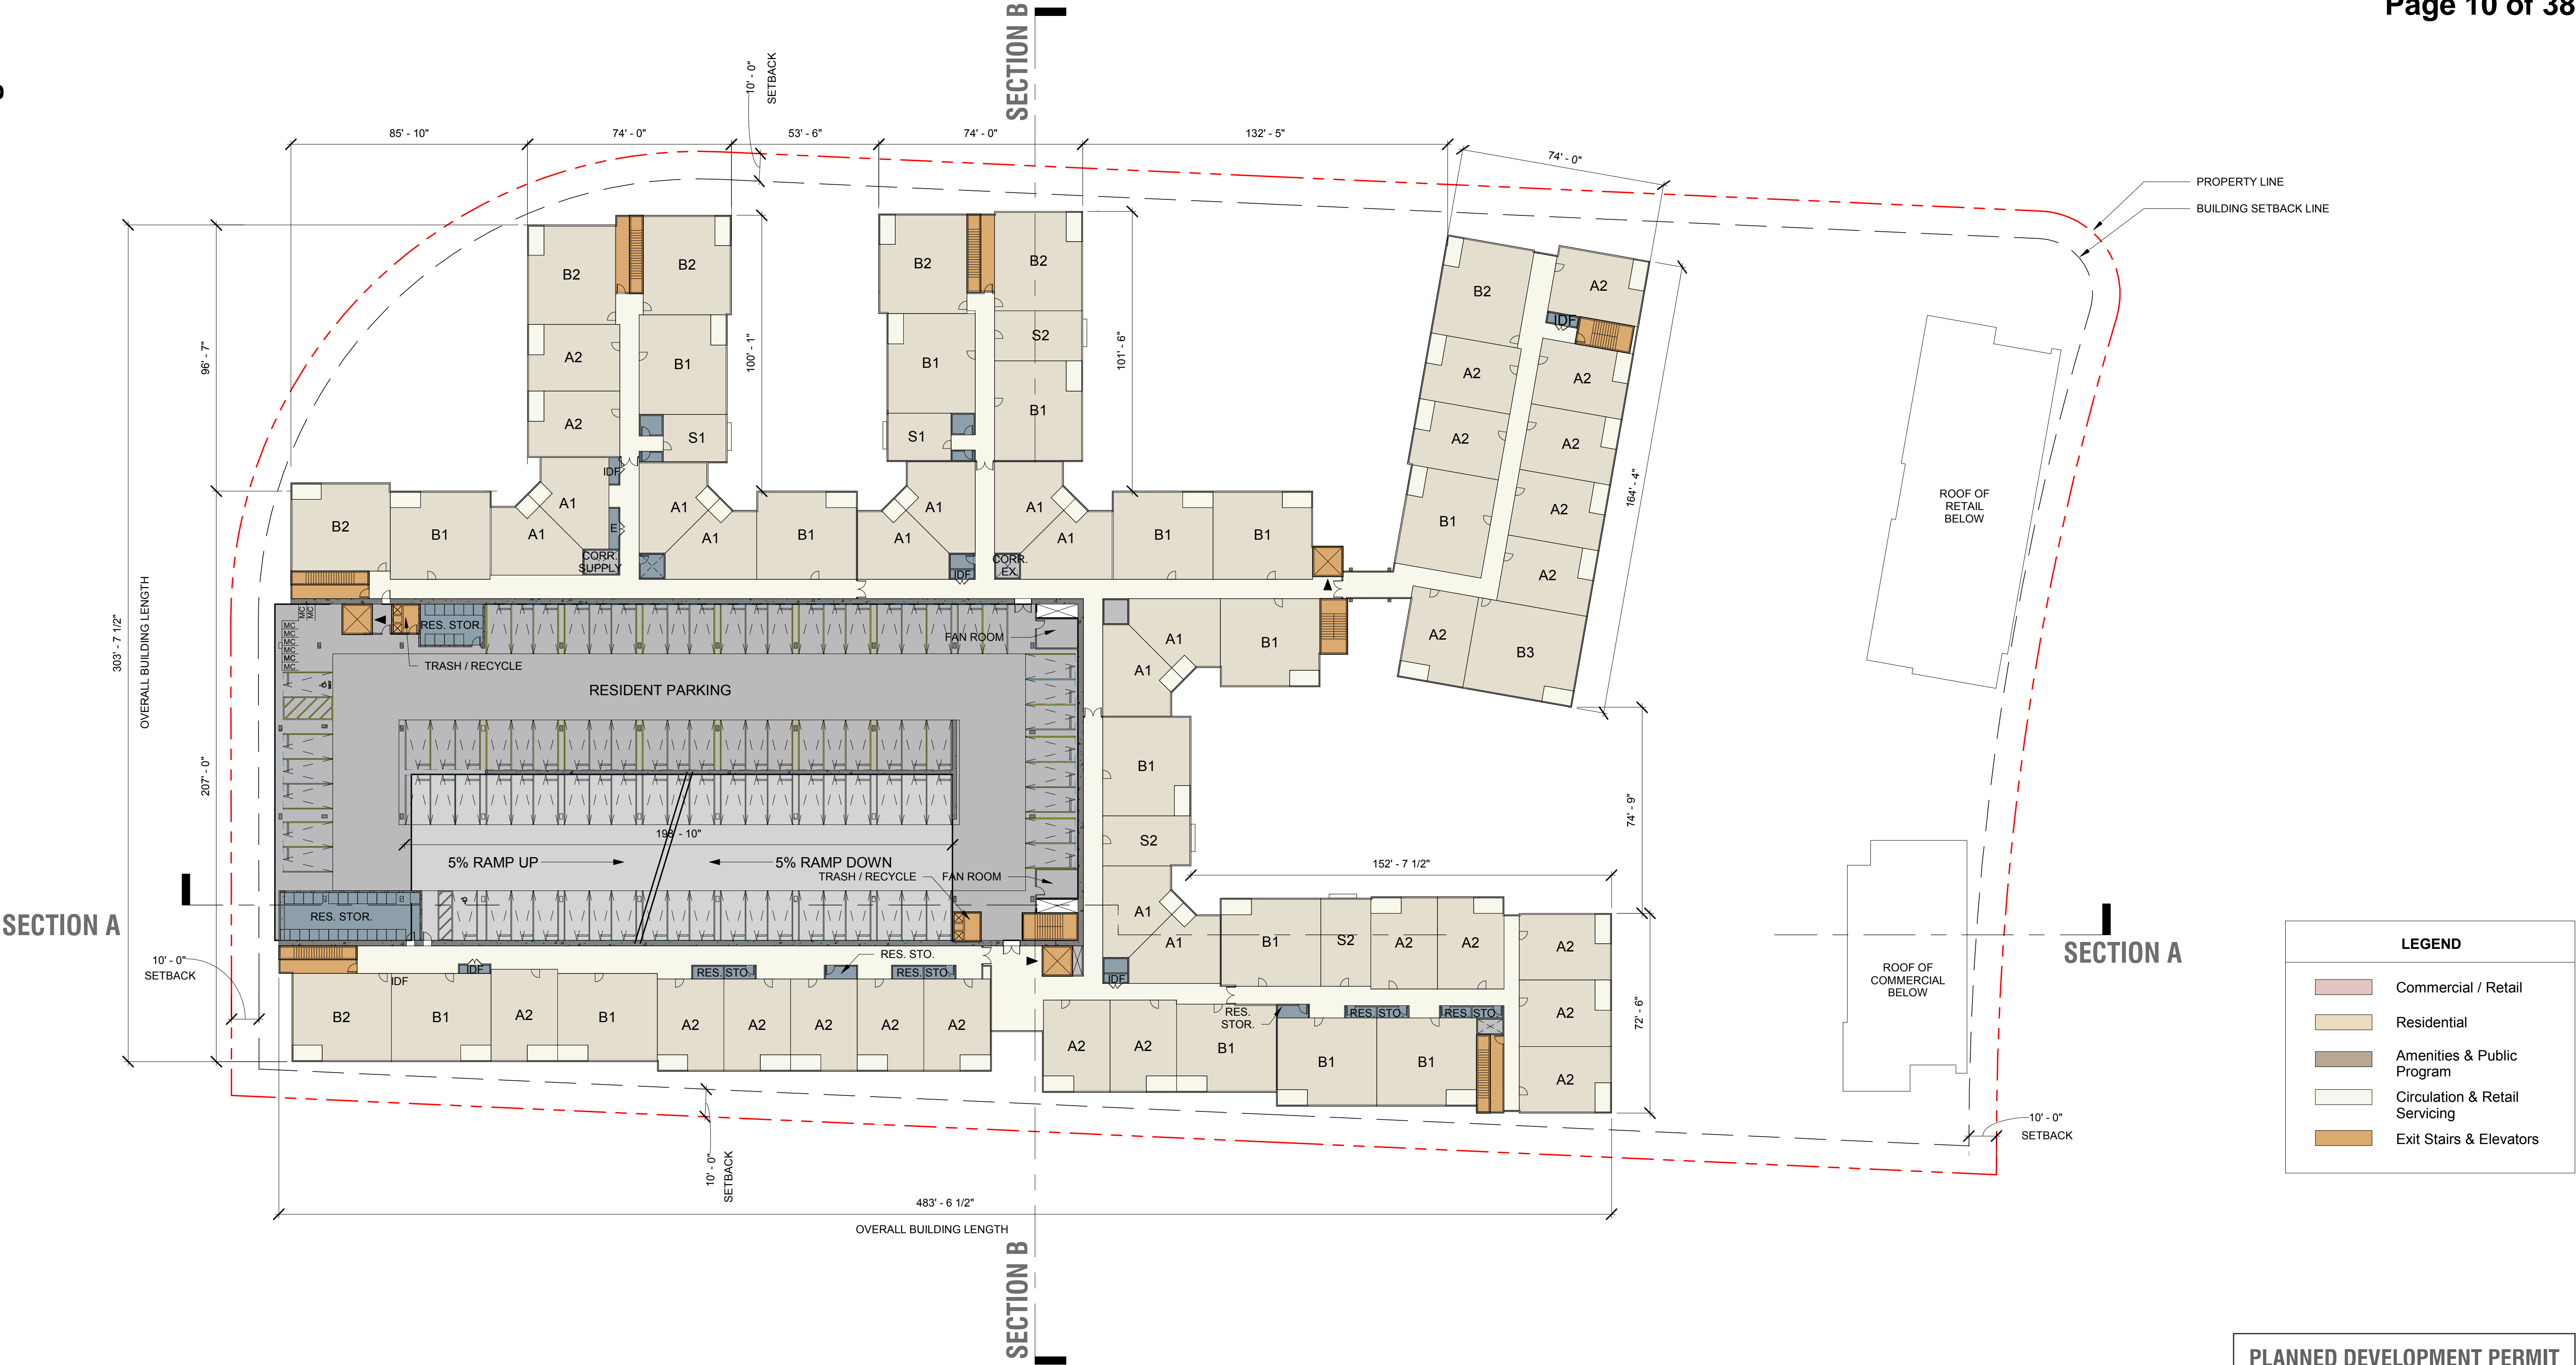 Page 10 of 38
SECTION B
10' - 0"
SETBACK
85' - 10"
74' - 0"
53' - 6"
74' - 0"
132' - 5"
74' - 0"
PROPERTY LINE
BUILDING SETBACK LINE
B2
B2
B2
B2
B2
A2
IDF
A2
B1
B1
S2
A2
A2
A2
S1
S1
B1
A2
A2
96' - 7"
100' - 1"
101' - 6"
164' - 4"
303' - 7 1/2"
OVERALL BUILDING LENGTH
207' - 0"
IDF
B2
B1
A1
A1
E
CORR.
SUPPLY
A1
A1
B1
A1
A1
IDF
A1
A1
CORR.
EX.
B1
B1
B1
A2
A2
A2
B3
ROOF OF
RETAIL
BELOW
MC
MC
MC
MC
MC
MC
MC
MC
RES. STOR.
TRASH / RECYCLE
FAN ROOM
RESIDENT PARKING
A1
A1
B1
B1
S2
A1
A1
198' - 10"
5% RAMP UP
5% RAMP DOWN
TRASH / RECYCLE
FAN ROOM
152' - 7 1/2"
74' - 9"
72' - 6"
SECTION A
RES. STOR.
10' - 0"
SETBACK
IDF
IDF
RES. STO.
RES. STO.
RES. STO.
B2
B1
A2
B1
A2
A2
A2
A2
A2
IDF
B1
S2
A2
A2
A2
A2
A2
RES.
STOR.
RES. STO.
RES. STO.
A2
A2
B1
B1
B1
ROOF OF
COMMERCIAL
BELOW
SECTION A
10' - 0"
SETBACK
10' - 0"
SETBACK
483' - 6 1/2"
OVERALL BUILDING LENGTH
SECTION B
LEGEND
Commercial / Retail
Residential
Amenities & Public
Program
Circulation & Retail
Servicing
Exit Stairs & Elevators
PLANNED DEVELOPMENT PERMIT